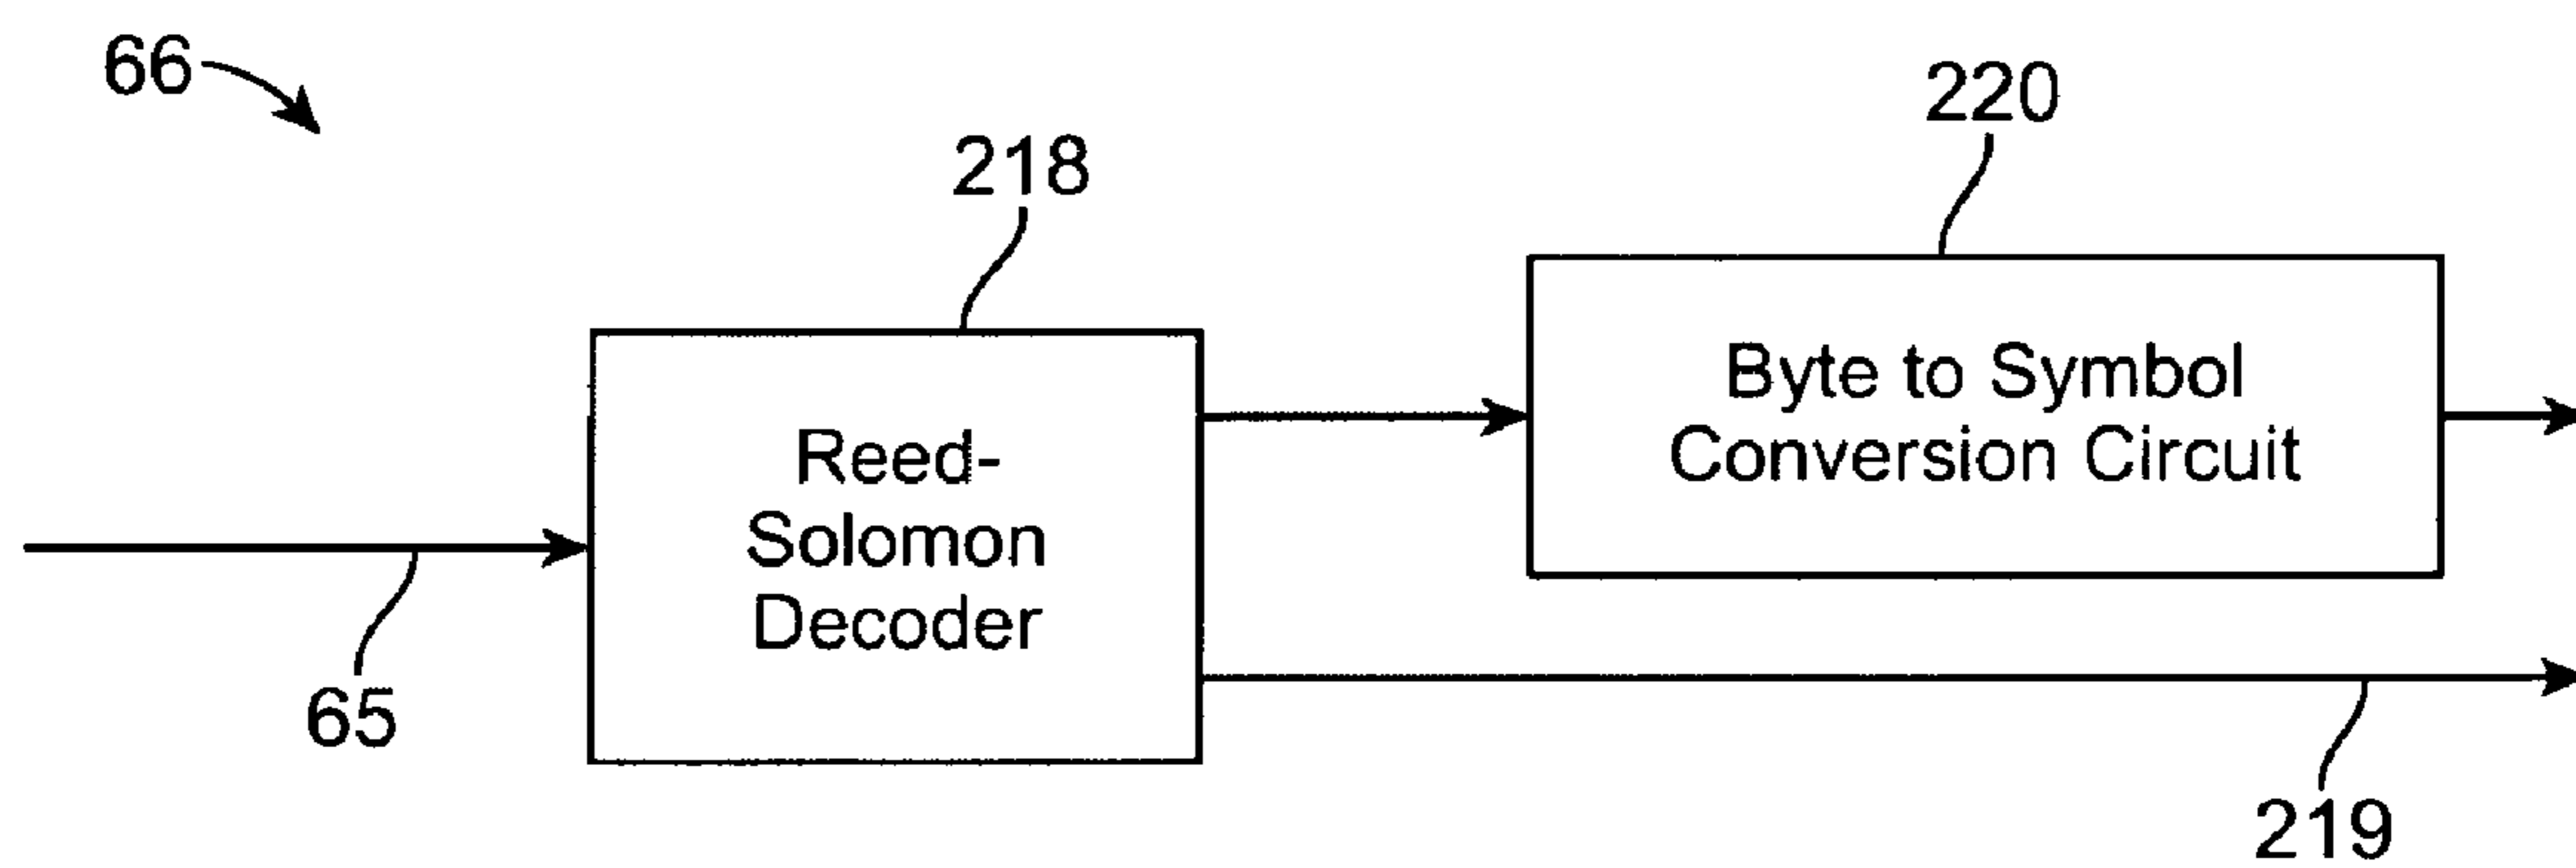 66
218
220
Reed-
Solomon
Decoder
Byte to Symbol
Conversion Circuit
65
219